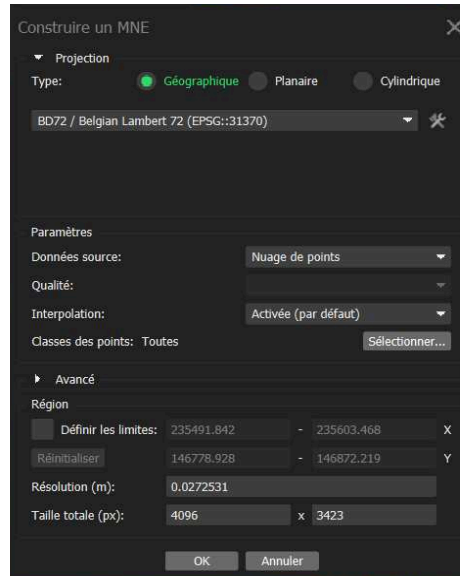 Construire un MNE
Projection
Type: Géographique Planaire Cylindrique
BD72 / Belgian Lambert 72 (EPSG::31370)
Paramètres
Données source: Nuage de points
Qualité:
Interpolation: Activée (par défaut)
Classes des points: Toutes Sélectionner...
Avancé
Région
Définir les limites: 235491.842 - 235603.468 X
Réinitialiser 146778.928 - 146872.219 Y
Résolution (m): 0.0272531
Taille totale (px): 4096 x 3423
OK Annuler